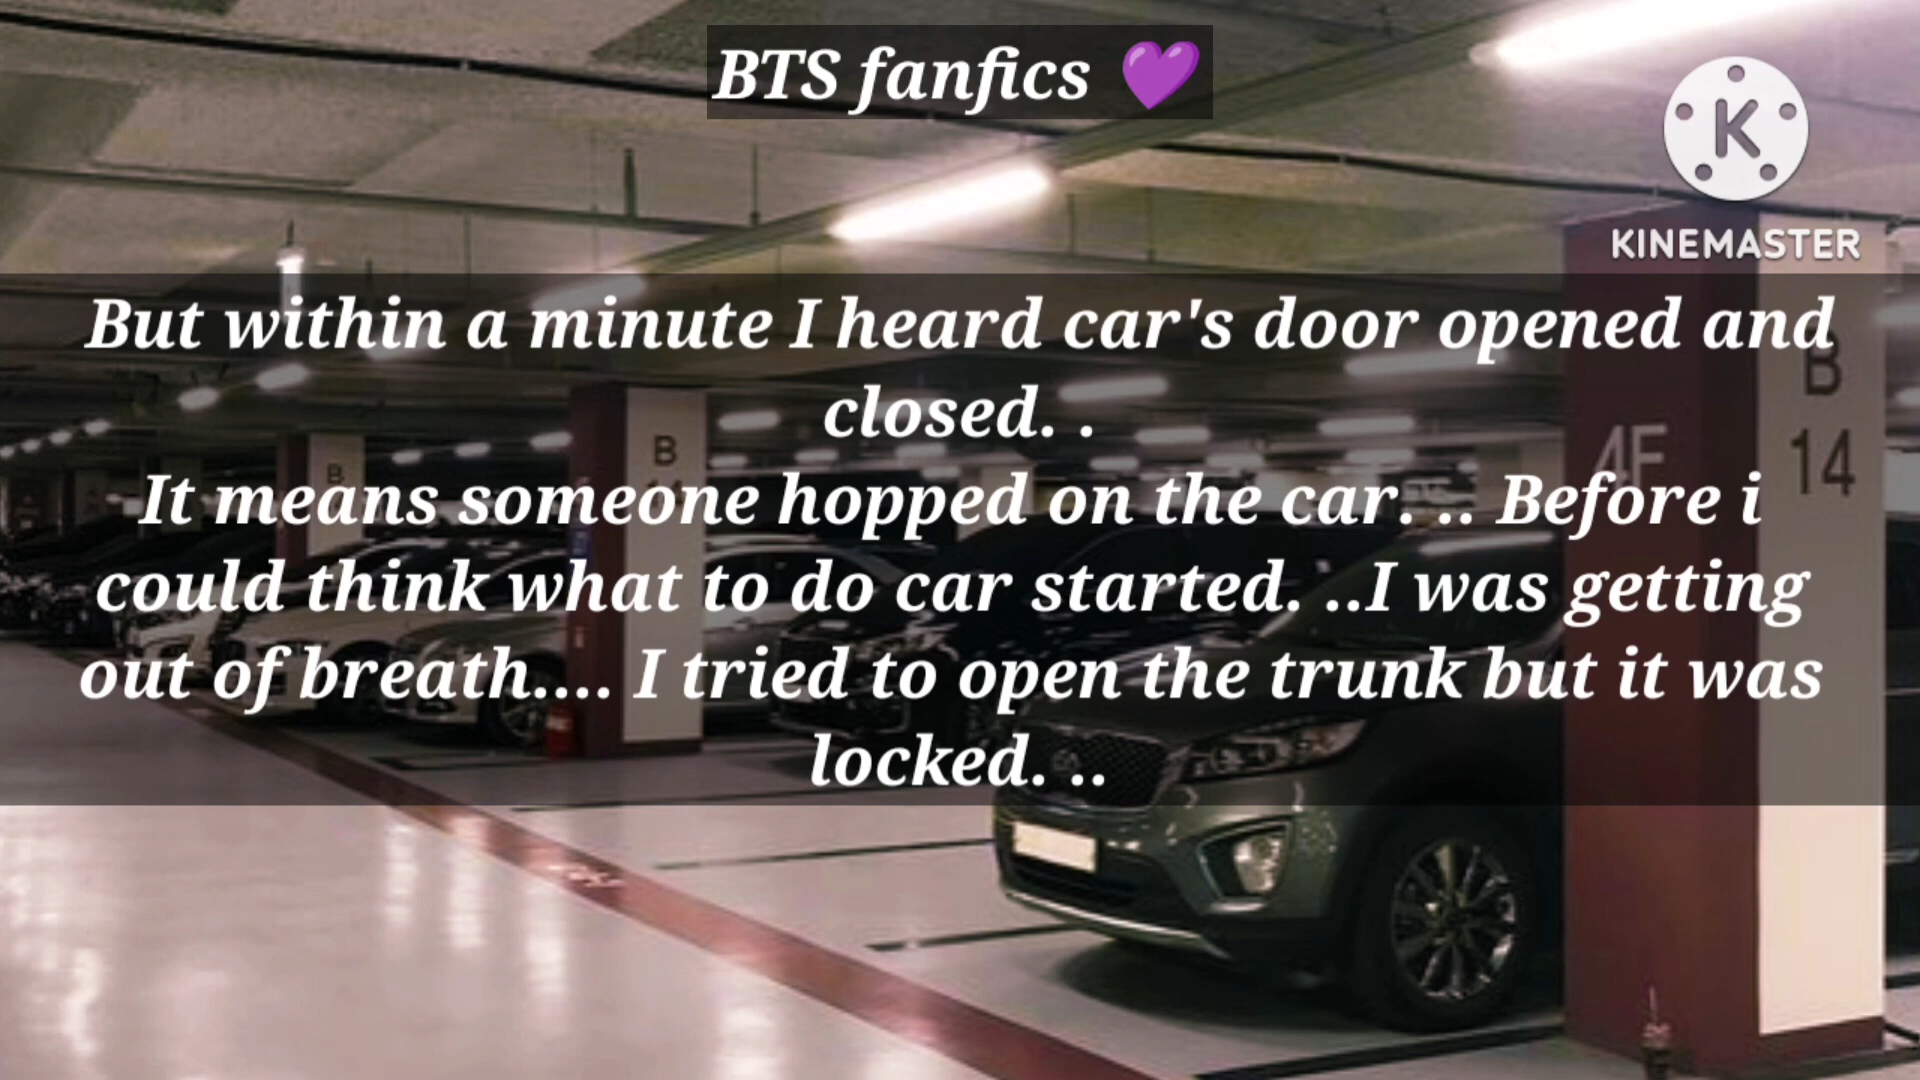 BTS fanfics 💜
K
KINEMASTER
But within a minute I heard car's door opened and
closed. .
It means someone hopped on the car. .. Before i
could think what to do car started. ..I was getting
out of breath.... I tried to open the trunk but it was
locked. ..
B
B
14
4F
B